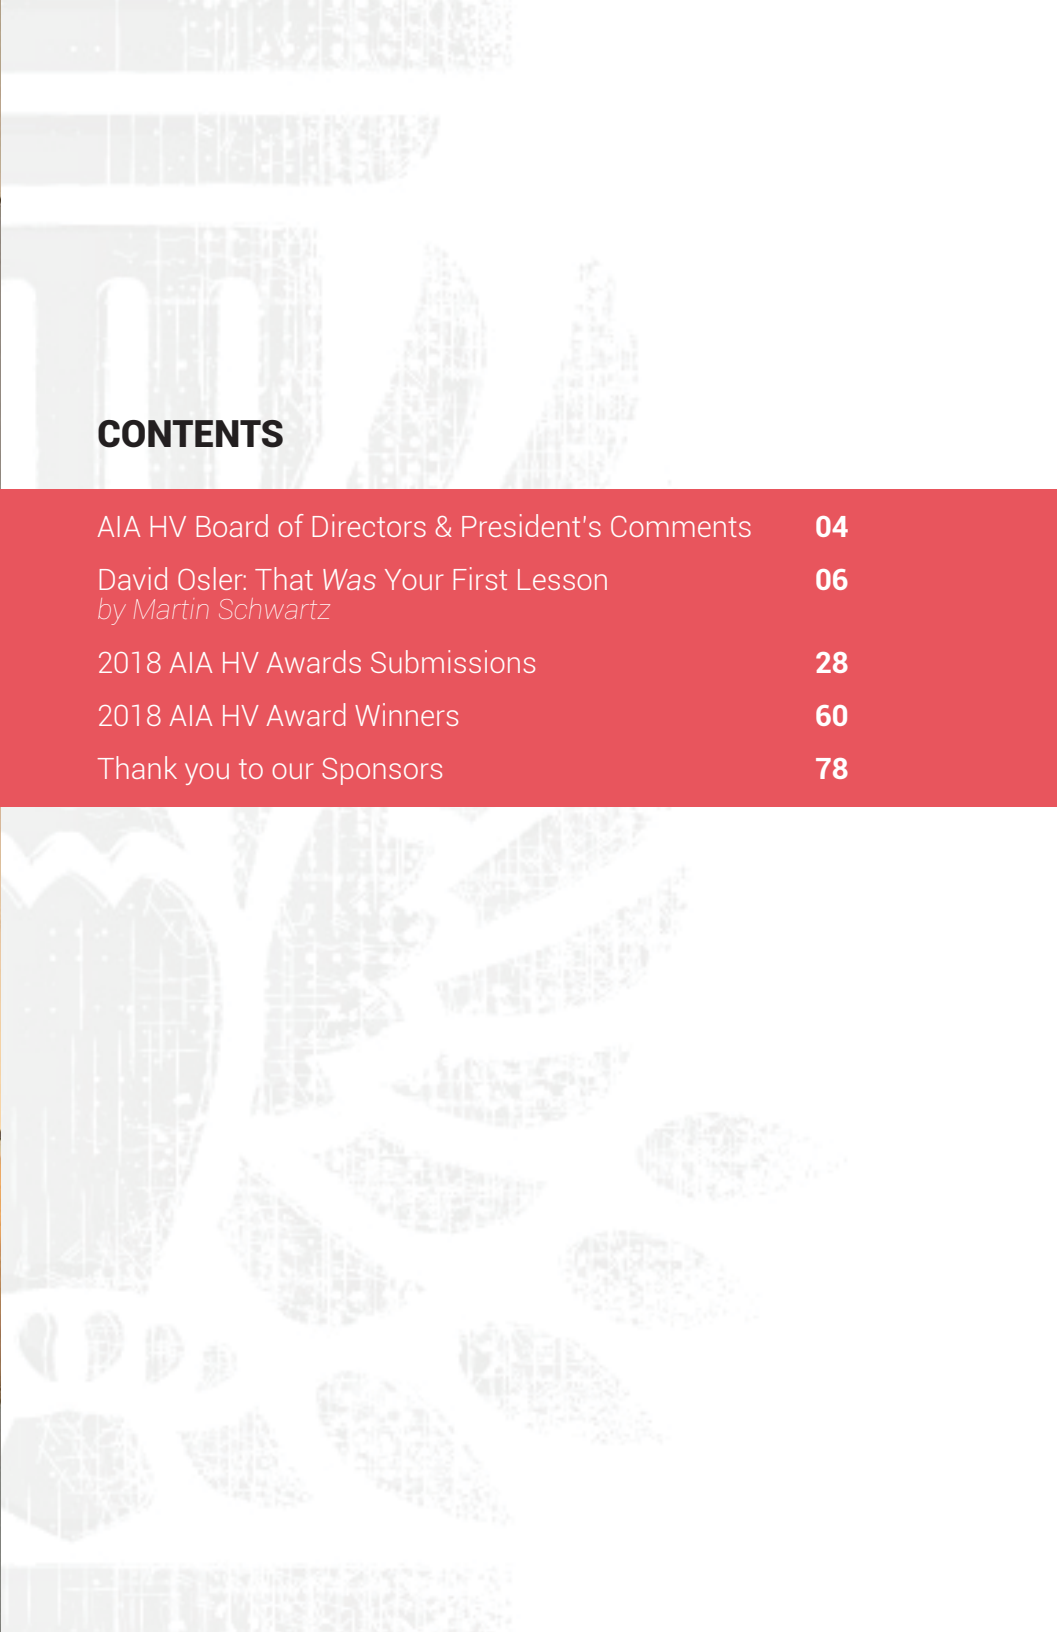 CONTENTS
AIA HV Board of Directors & President's Comments 04
David Osler: That Was Your First Lesson 06
by Martin Schwartz
2018 AIA HV Awards Submissions 28
2018 AIA HV Award Winners 60
Thank you to our Sponsors 78